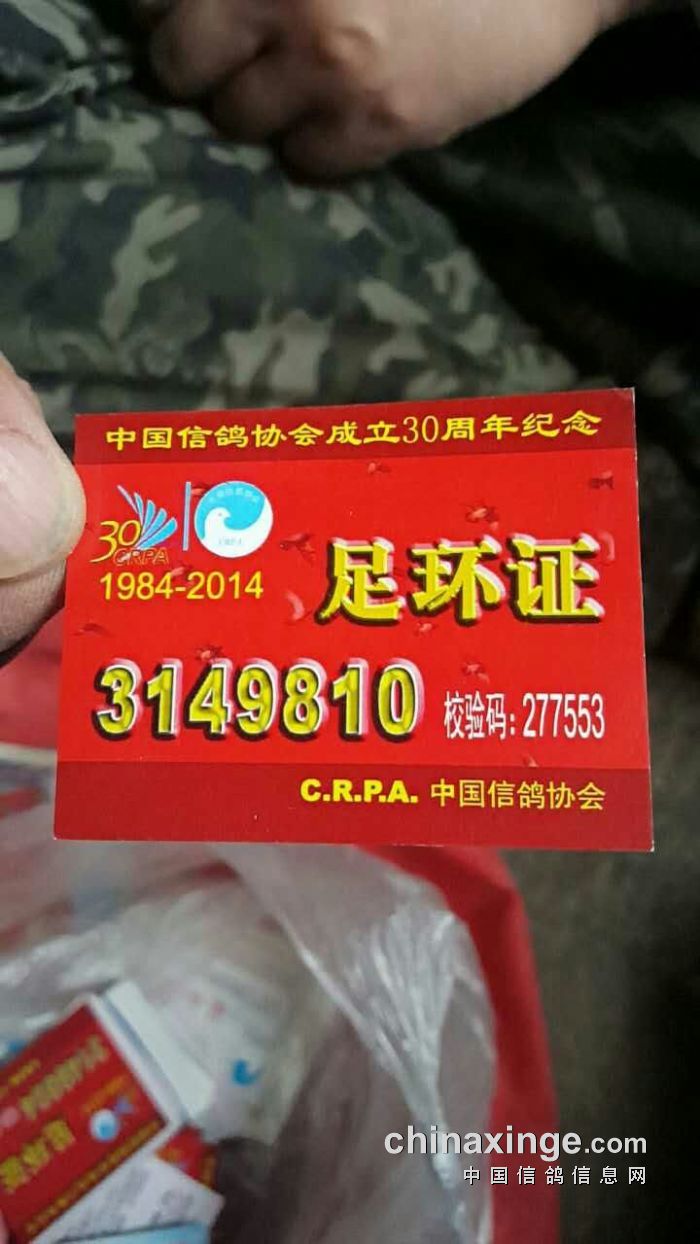 中国信鸽协会成立30周年纪念
30
CRPA
1984-2014
足环证
3149810
校验码: 277553
C.R.P.A. 中国信鸽协会
chinaxinge.com
中国信鸽信息网